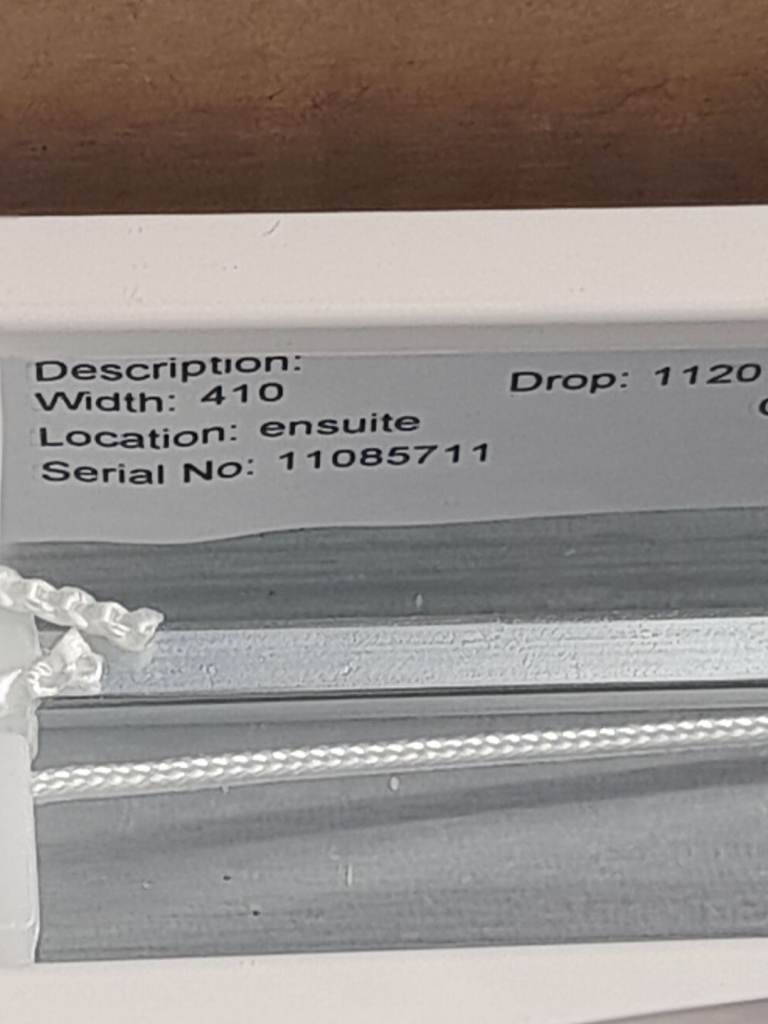 Description:
Width: 410 Drop: 1120
Location: ensuite
Serial No: 11085711